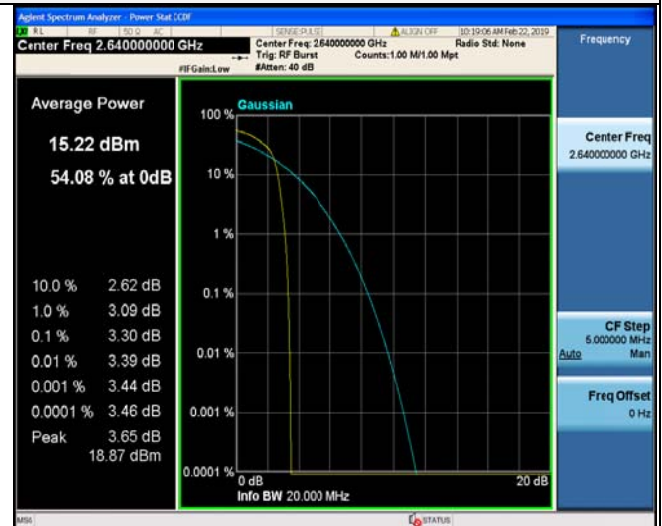 Agilent Spectrum Analyzer - Power Stat CCDF
RL RF 50 Ω AC SENSE:PULSE ALIGN OFF 10:19:06 AM Feb 22, 2019
Center Freq 2.640000000 GHz
Center Freq: 2.640000000 GHz Radio Std: None
Trig: RF Burst Counts:1.00 M/1.00 Mpt
#IFGain:Low #Atten: 40 dB
Frequency
Average Power
15.22 dBm
54.08 % at 0dB
10.0 % 2.62 dB
1.0 % 3.09 dB
0.1 % 3.30 dB
0.01 % 3.39 dB
0.001 % 3.44 dB
0.0001 % 3.46 dB
Peak 3.65 dB
18.87 dBm
Gaussian
100 %
10 %
1 %
0.1 %
0.01 %
0.001 %
0.0001 %
0 dB 20 dB
Info BW 20.000 MHz
Center Freq
2.640000000 GHz
CF Step
5.000000 MHz
Auto Man
Freq Offset
0 Hz
MSG STATUS